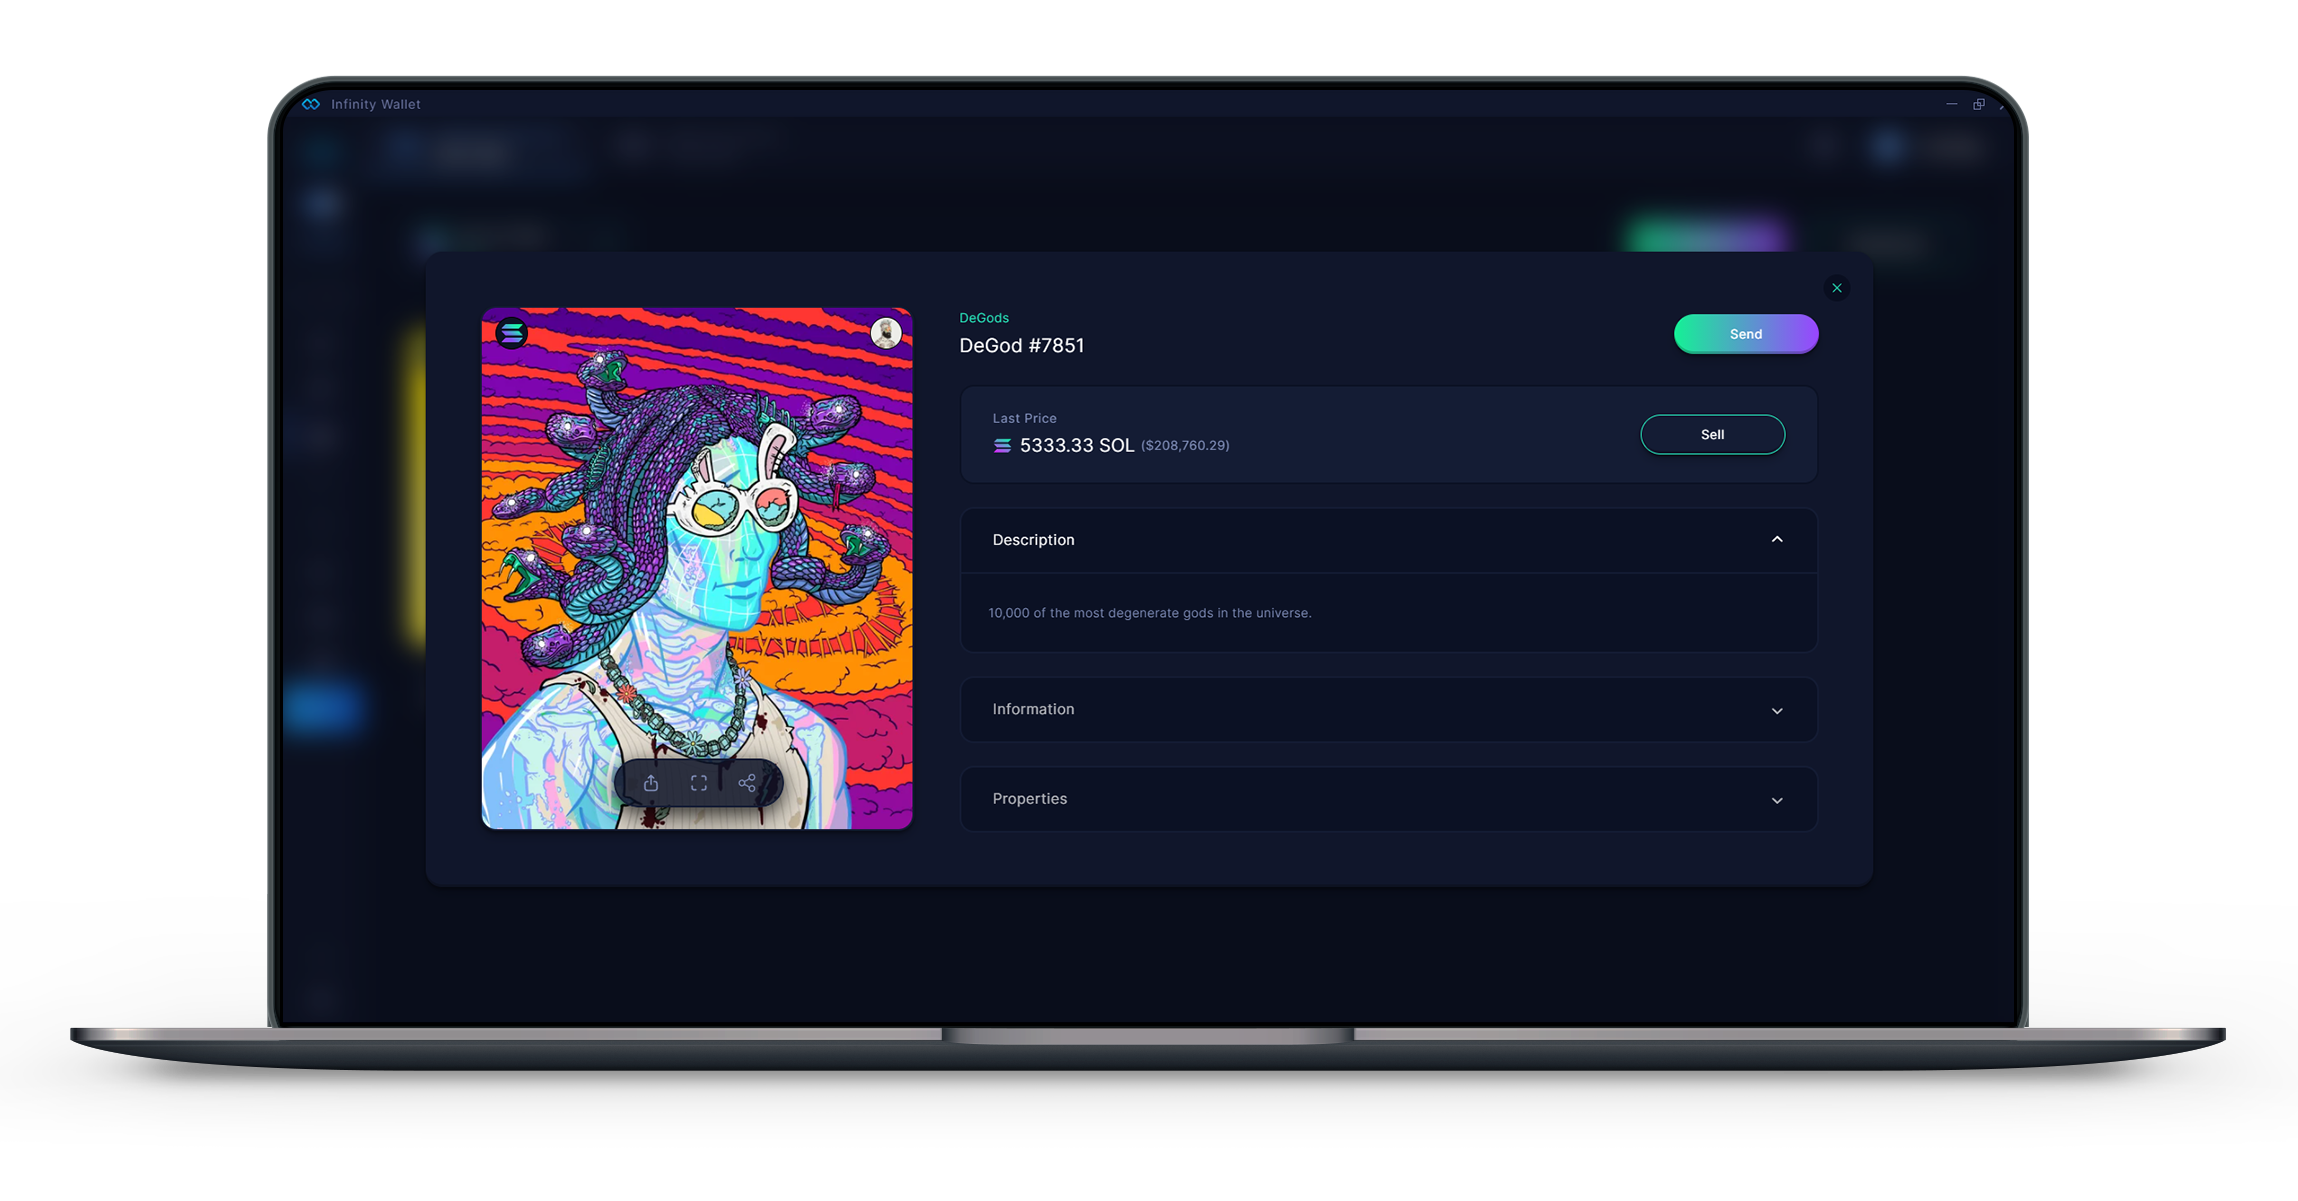 Infinity Wallet
DeGods
DeGod #7851
Send
Last Price
5333.33 SOL ($208,760.29)
Sell
Description
10,000 of the most degenerate gods in the universe.
Information
Properties